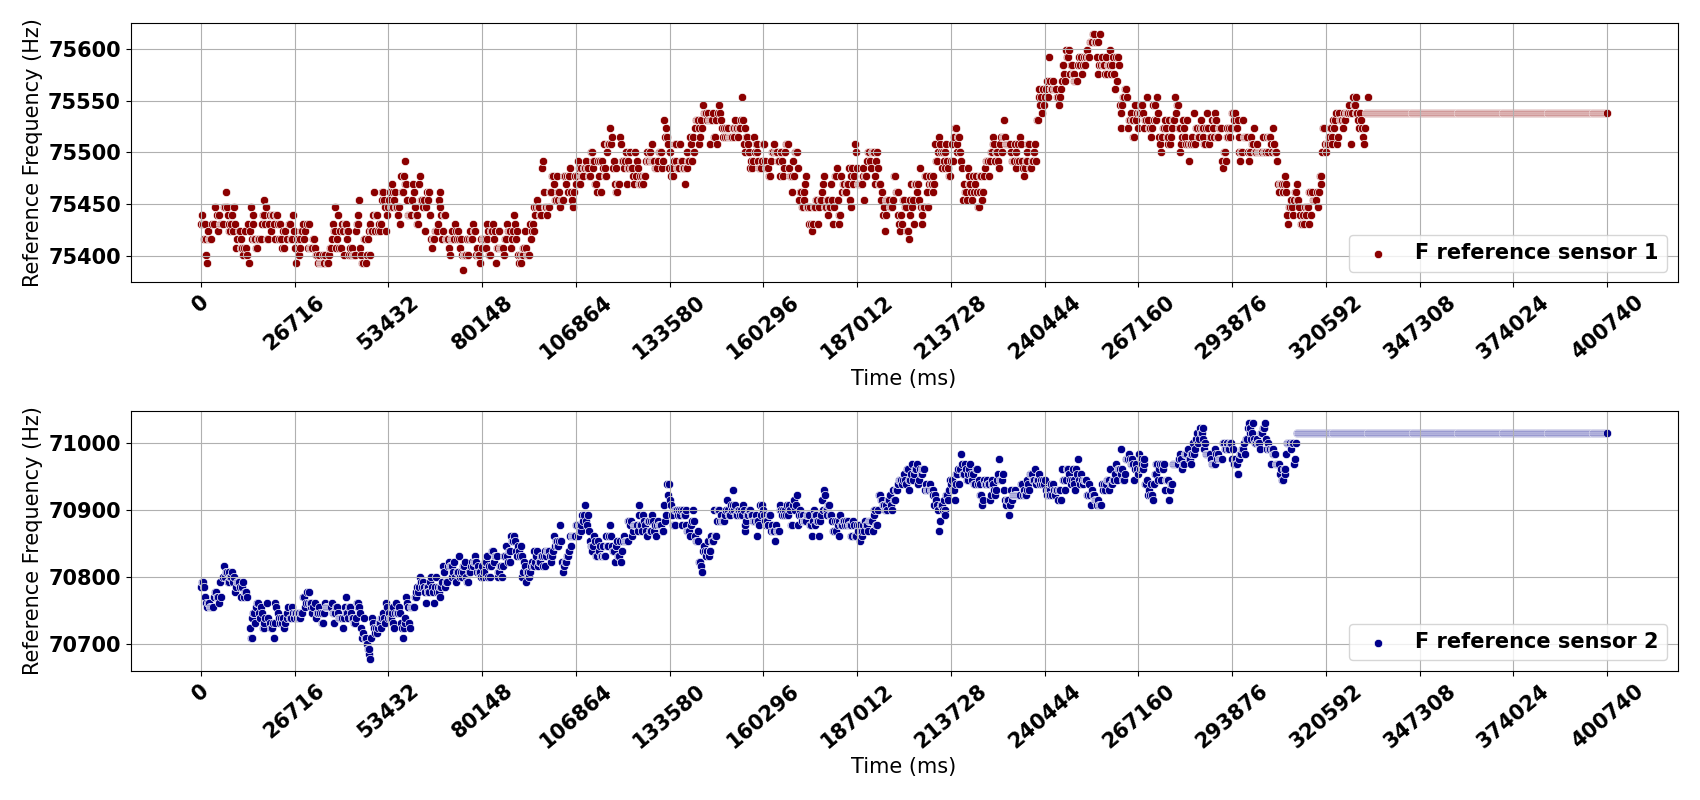 Reference Frequency (Hz)
75600
75550
75500
75450
75400
F reference sensor 1
0 26716 53432 80148 106864 133580 160296 187012 213728 240444 267160 293876 320592 347308 374024 400740
Time (ms)
Reference Frequency (Hz)
71000
70900
70800
70700
F reference sensor 2
0 26716 53432 80148 106864 133580 160296 187012 213728 240444 267160 293876 320592 347308 374024 400740
Time (ms)